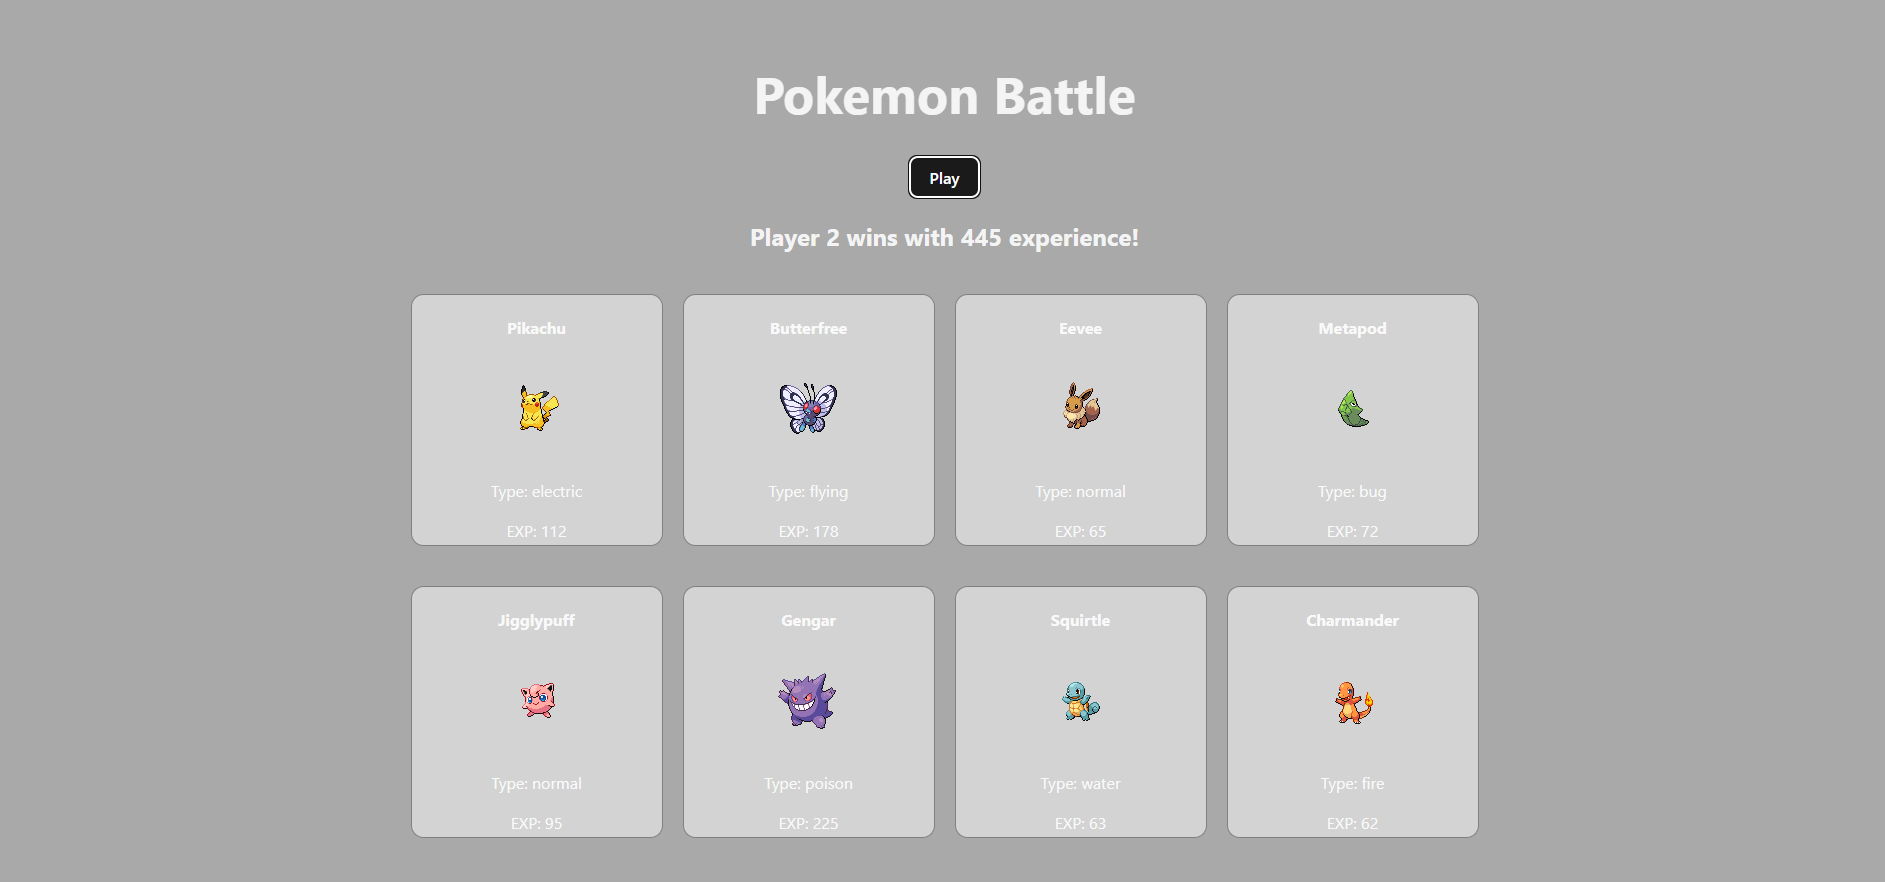 Pokemon Battle
Play
Player 2 wins with 445 experience!
Pikachu
Type: electric
EXP: 112
Butterfree
Type: flying
EXP: 178
Eevee
Type: normal
EXP: 65
Metapod
Type: bug
EXP: 72
Jigglypuff
Type: normal
EXP: 95
Gengar
Type: poison
EXP: 225
Squirtle
Type: water
EXP: 63
Charmander
Type: fire
EXP: 62